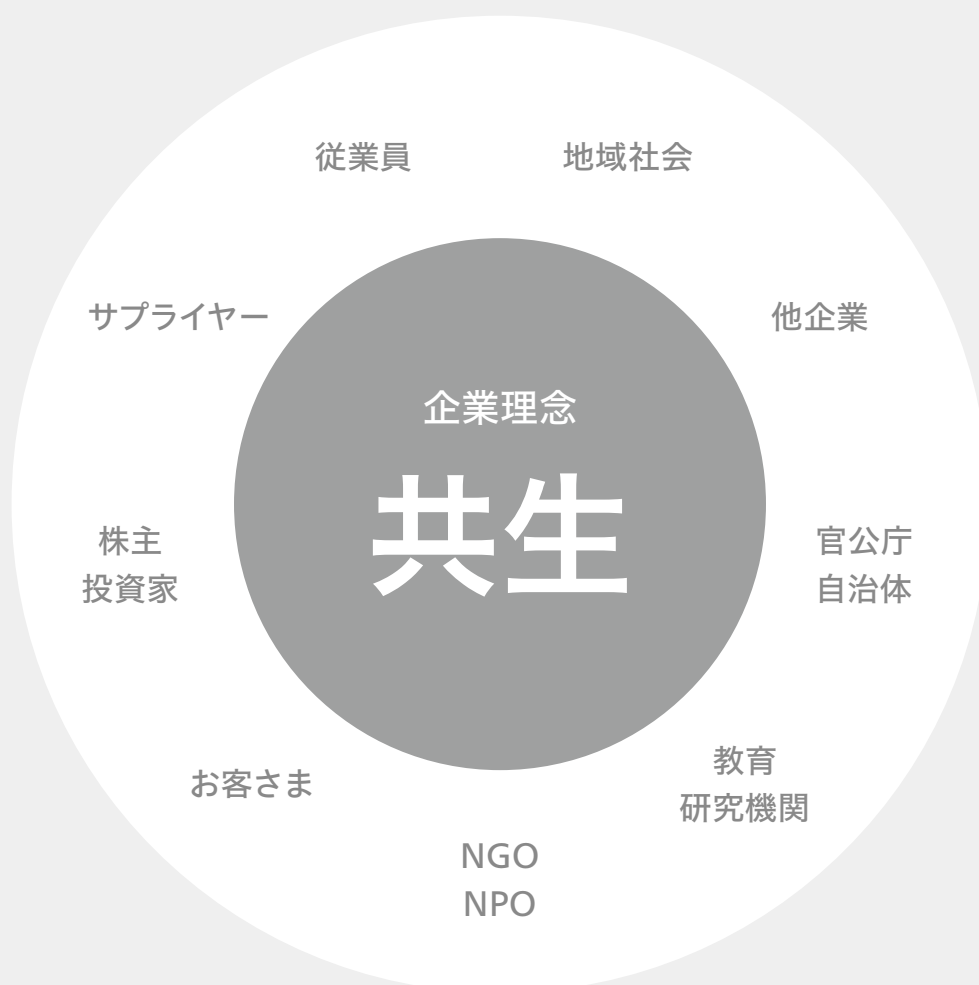 従業員
地域社会
サプライヤー
他企業
企業理念
共生
株主
投資家
官公庁
自治体
お客さま
教育
研究機関
NGO
NPO